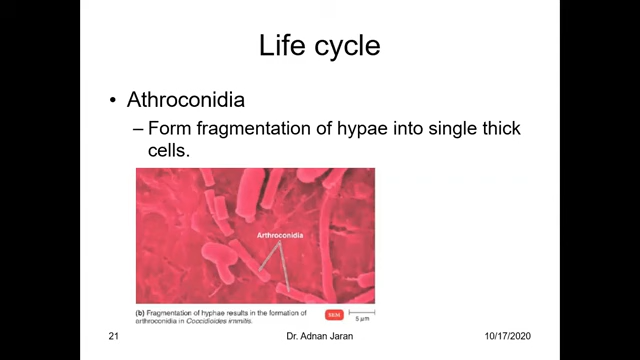 Life cycle
• Athroconidia
– Form fragmentation of hypae into single thick
cells.
Arthroconidia
(b) Fragmentation of hyphae results in the formation of
arthroconidia in Coccidioides immitis.
SEM
5 µm
21
Dr. Adnan Jaran
10/17/2020